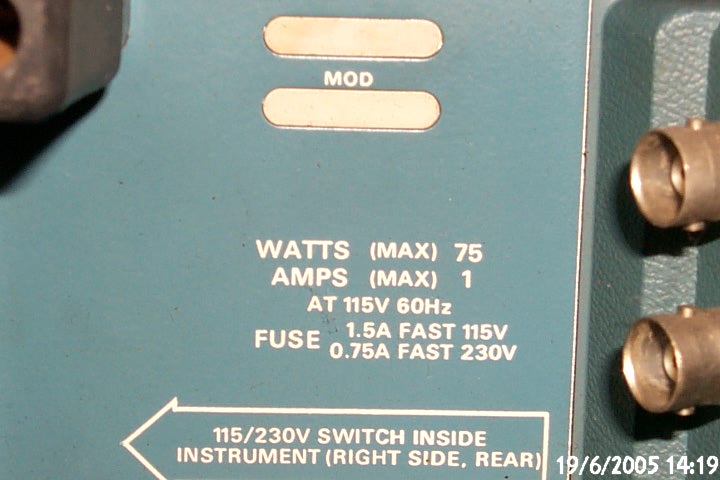 MOD
WATTS (MAX) 75
AMPS (MAX) 1
AT 115V 60Hz
FUSE 1.5A FAST 115V
0.75A FAST 230V
115/230V SWITCH INSIDE
INSTRUMENT (RIGHT SIDE, REAR)
19/6/2005 14:19